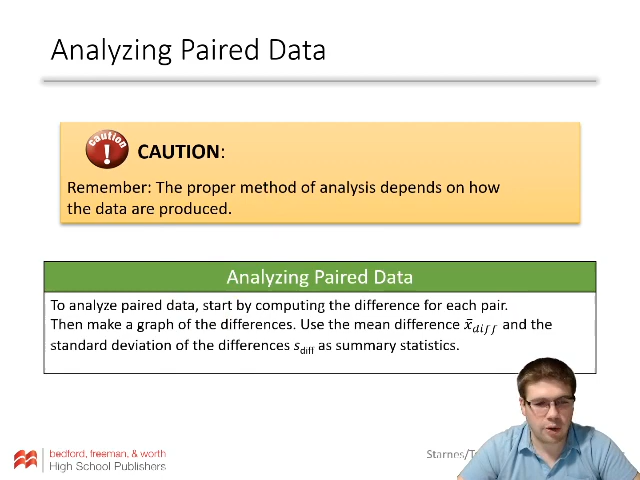 Analyzing Paired Data
caution
!
CAUTION:
Remember: The proper method of analysis depends on how
the data are produced.
Analyzing Paired Data
To analyze paired data, start by computing the difference for each pair.
Then make a graph of the differences. Use the mean difference x̄diff and the
standard deviation of the differences sdiff as summary statistics.
bedford, freeman, & worth
High School Publishers
Starnes/T